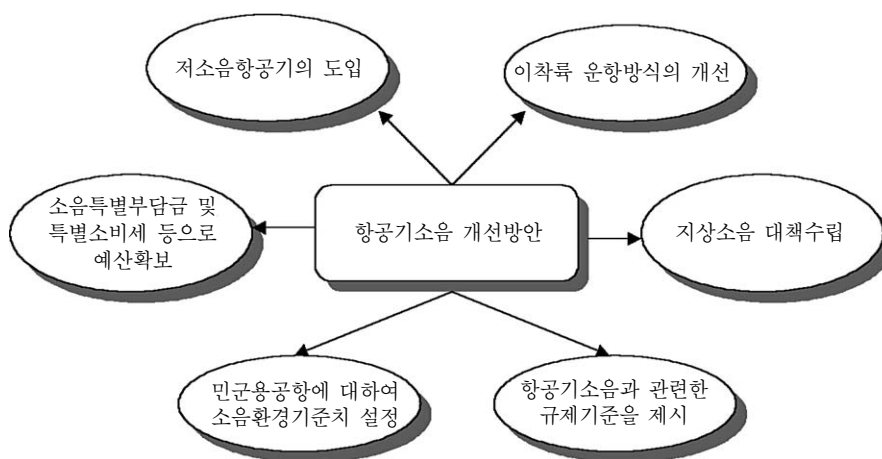 저소음항공기의 도입
이착륙 운항방식의 개선
소음특별부담금 및
특별소비세 등으로
예산확보
항공기소음 개선방안
지상소음 대책수립
민군용공항에 대하여
소음환경기준치 설정
항공기소음과 관련한
규제기준을 제시